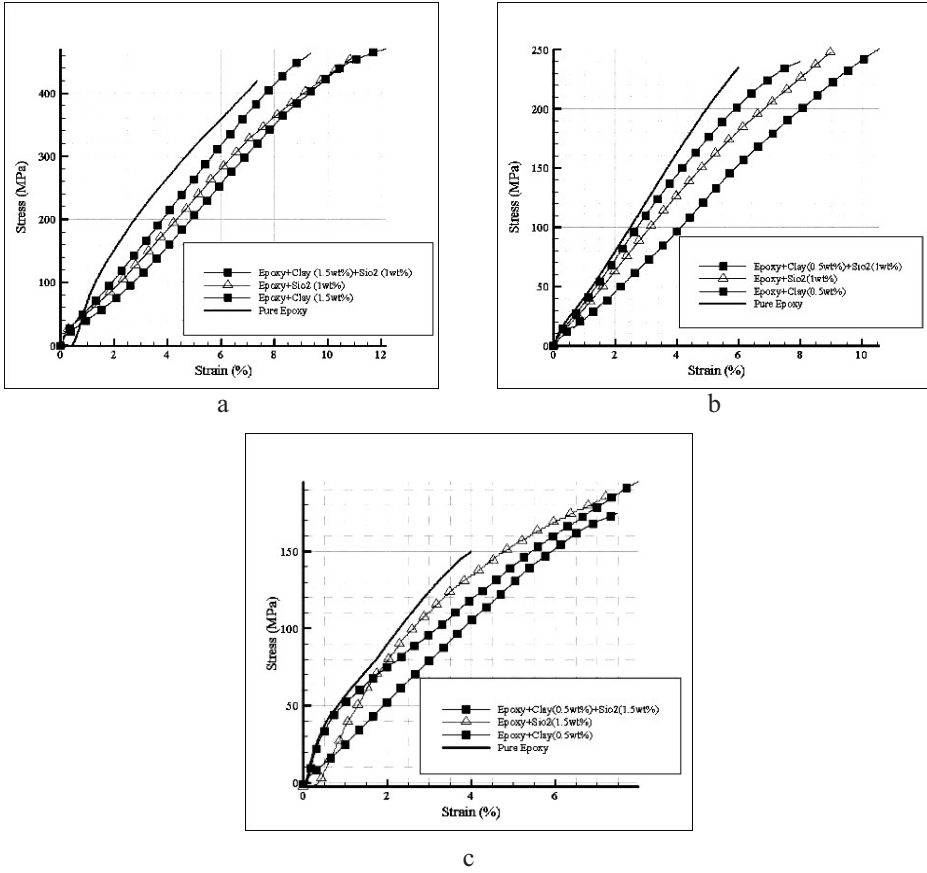 400
300
200
100
0
Stress (MPa)
0 2 4 6 8 10 12
Strain (%)
Epoxy+Clay (1.5wt%)+Sio2 (1wt%)
Epoxy+Sio2 (1wt%)
Epoxy+Clay (1.5wt%)
Pure Epoxy
a
250
200
150
100
50
0
Stress (MPa)
0 2 4 6 8 10
Strain (%)
Epoxy+Clay(0.5wt%)+Sio2(1wt%)
Epoxy+Sio2(1wt%)
Epoxy+Clay(0.5wt%)
Pure Epoxy
b
150
100
50
0
Stress (MPa)
0 2 4 6
Strain (%)
Epoxy+Clay(0.5wt%)+Sio2(1.5wt%)
Epoxy+Sio2(1.5wt%)
Epoxy+Clay(0.5wt%)
Pure Epoxy
c